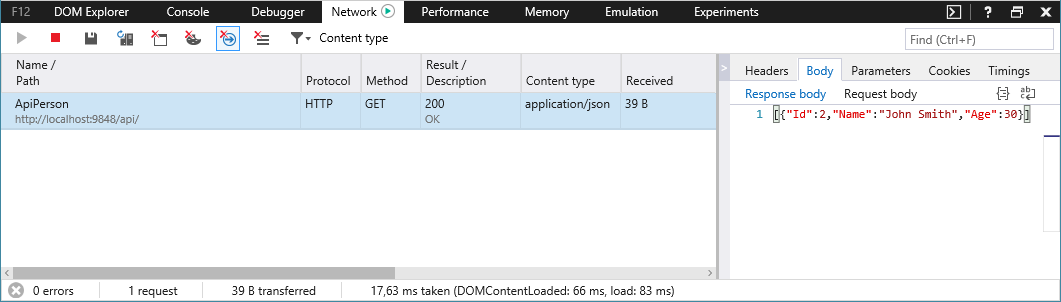 F12 DOM Explorer Console Debugger Network Performance Memory Emulation Experiments ?
Content type Find (Ctrl+F)
Name / Path Protocol Method Result / Description Content type Received
ApiPerson HTTP GET 200 application/json 39 B
http://localhost:9848/api/ OK
Headers Body Parameters Cookies Timings
Response body Request body
1 [{"Id":2,"Name":"John Smith","Age":30}]
0 errors 1 request 39 B transferred 17,63 ms taken (DOMContentLoaded: 66 ms, load: 83 ms)